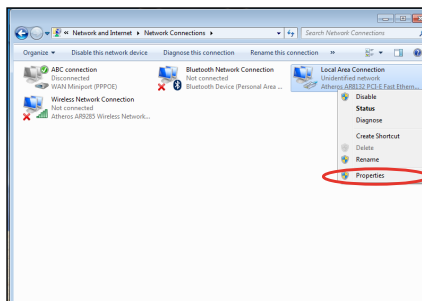 « Network and Internet ▸ Network Connections ▸
Search Network Connections
Organize Disable this network device Diagnose this connection Rename this connection »
ABC connection
Disconnected
WAN Miniport (PPPOE)
Bluetooth Network Connection
Not connected
Bluetooth Device (Personal Area ...
Local Area Connection
Unidentified network
Atheros AR8132 PCI-E Fast Ethern...
Wireless Network Connection
Not connected
Atheros AR9285 Wireless Network...
Disable
Status
Diagnose
Create Shortcut
Delete
Rename
Properties